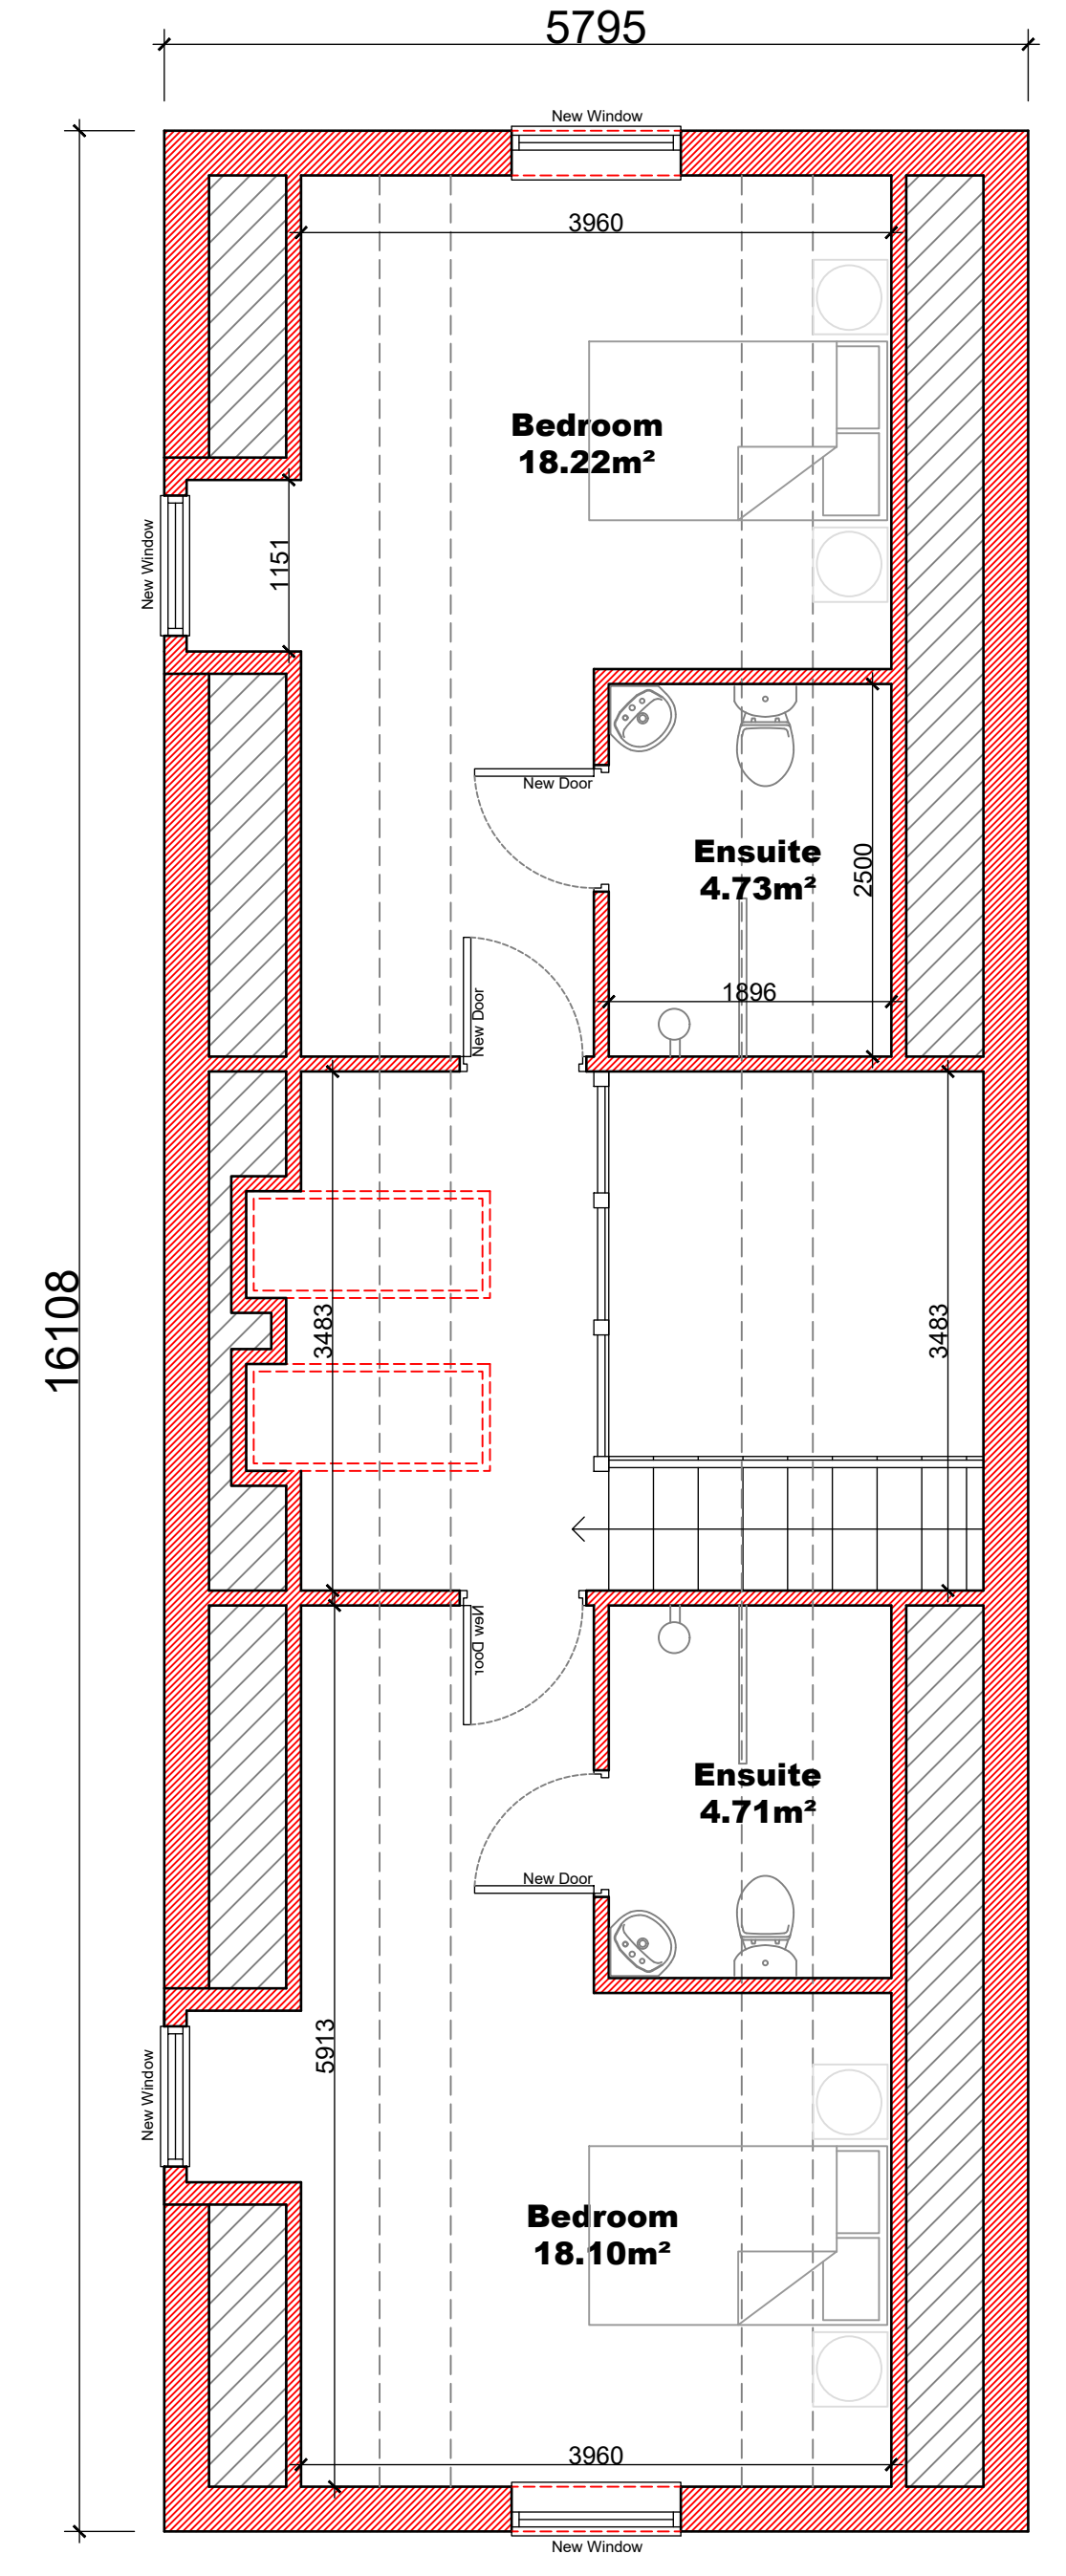 5795
New Window
3960
Bedroom
18.22m²
New Window
1151
New Door
Ensuite
4.73m²
2500
1896
New Door
16108
3483
3483
New Door
Ensuite
4.71m²
New Door
5913
New Window
Bedroom
18.10m²
3960
New Window